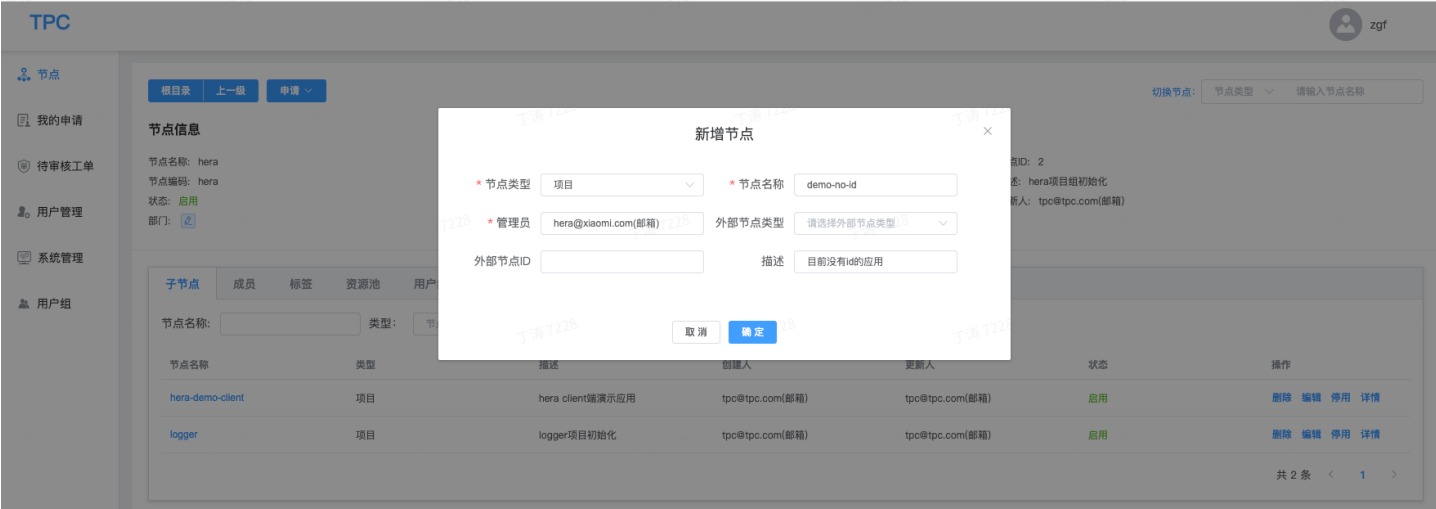 TPC
zgf
节点
我的申请
待审核工单
用户管理
系统管理
用户组
根目录 上一级 申请
切换节点: 节点类型 请输入节点名称
节点信息
节点名称: hera
节点编码: hera
状态: 启用
部门:
点ID: 2
述: hera项目组初始化
新人: tpc@tpc.com(邮箱)
新增节点
* 节点类型 项目 * 节点名称 demo-no-id
* 管理员 hera@xiaomi.com(邮箱) 外部节点类型 请选择外部节点类型
外部节点ID 描述 目前没有id的应用
取消 确定
丁涛 7228
子节点 成员 标签 资源池 用户
节点名称: 类型: 节
节点名称 类型 描述 创建人 更新人 状态 操作
hera-demo-client 项目 hera client端演示应用 tpc@tpc.com(邮箱) tpc@tpc.com(邮箱) 启用 删除 编辑 停用 详情
logger 项目 logger项目初始化 tpc@tpc.com(邮箱) tpc@tpc.com(邮箱) 启用 删除 编辑 停用 详情
共 2 条 1